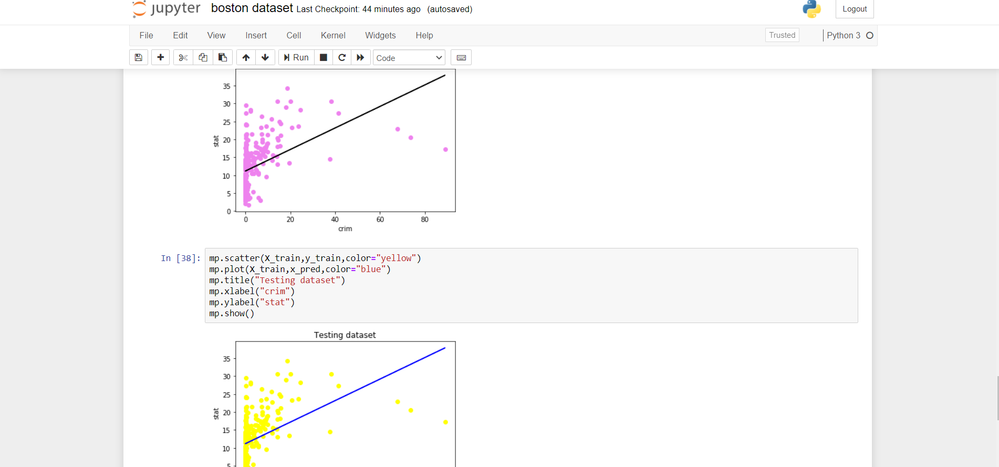 jupyter boston dataset Last Checkpoint: 44 minutes ago (autosaved) Logout
File Edit View Insert Cell Kernel Widgets Help Trusted Python 3
Run Code
35
30
25
20
15
10
5
0
stat
0 20 40 60 80
crim
In [38]: mp.scatter(X_train,y_train,color="yellow")
mp.plot(X_train,x_pred,color="blue")
mp.title("Testing dataset")
mp.xlabel("crim")
mp.ylabel("stat")
mp.show()
Testing dataset
35
30
25
20
15
10
5
stat